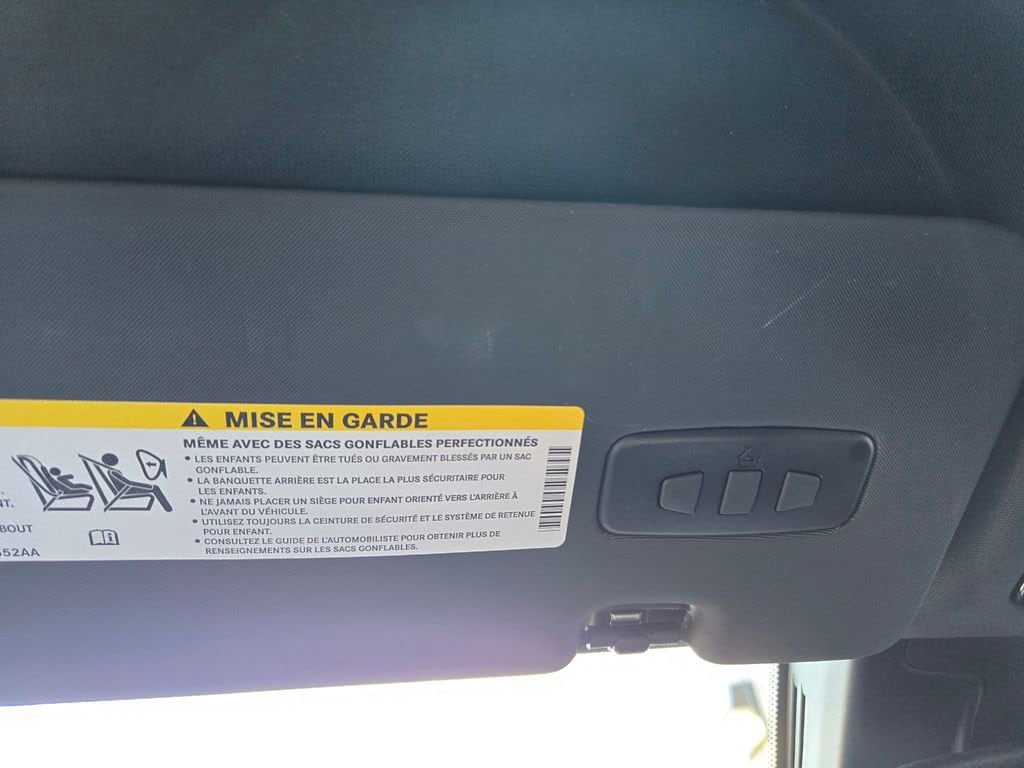 MISE EN GARDE
MÊME AVEC DES SACS GONFLABLES PERFECTIONNÉS
• LES ENFANTS PEUVENT ÊTRE TUÉS OU GRAVEMENT BLESSÉS PAR UN SAC
GONFLABLE.
• LA BANQUETTE ARRIÈRE EST LA PLACE LA PLUS SÉCURITAIRE POUR
LES ENFANTS.
• NE JAMAIS PLACER UN SIÈGE POUR ENFANT ORIENTÉ VERS L'ARRIÈRE À
L'AVANT DU VÉHICULE.
• UTILISEZ TOUJOURS LA CEINTURE DE SÉCURITÉ ET LE SYSTÈME DE RETENUE
POUR ENFANT.
• CONSULTEZ LE GUIDE DE L'AUTOMOBILISTE POUR OBTENIR PLUS DE
RENSEIGNEMENTS SUR LES SACS GONFLABLES.
NT.
BOUT
652AA